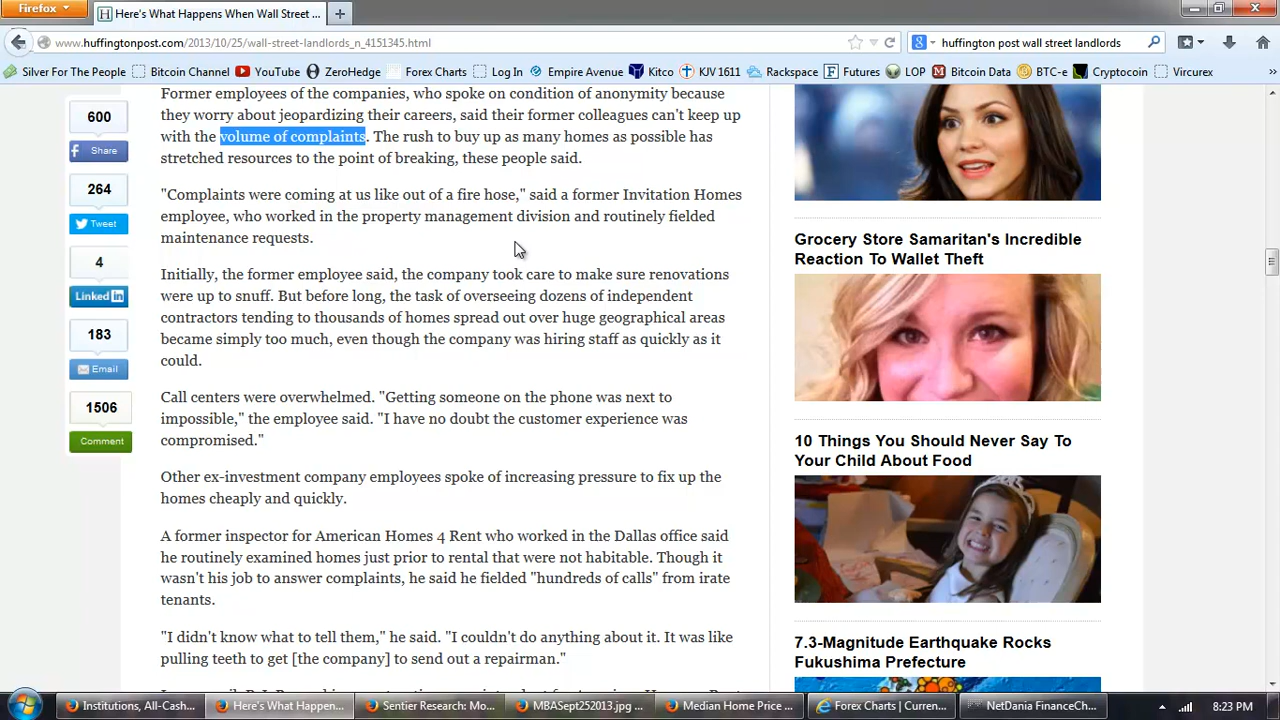 Firefox
Here's What Happens When Wall Street ...
www.huffingtonpost.com/2013/10/25/wall-street-landlords_n_4151345.html
huffington post wall street landlords
Silver For The People
Bitcoin Channel
YouTube
ZeroHedge
Forex Charts
Log In
Empire Avenue
Kitco
KJV 1611
Rackspace
Futures
LOP
Bitcoin Data
BTC-e
Cryptocoin
Vircurex
600
Share
264
Tweet
4
Linked in
183
Email
1506
Comment
Former employees of the companies, who spoke on condition of anonymity because
they worry about jeopardizing their careers, said their former colleagues can't keep up
with the volume of complaints. The rush to buy up as many homes as possible has
stretched resources to the point of breaking, these people said.
"Complaints were coming at us like out of a fire hose," said a former Invitation Homes
employee, who worked in the property management division and routinely fielded
maintenance requests.
Initially, the former employee said, the company took care to make sure renovations
were up to snuff. But before long, the task of overseeing dozens of independent
contractors tending to thousands of homes spread out over huge geographical areas
became simply too much, even though the company was hiring staff as quickly as it
could.
Call centers were overwhelmed. "Getting someone on the phone was next to
impossible," the employee said. "I have no doubt the customer experience was
compromised."
Other ex-investment company employees spoke of increasing pressure to fix up the
homes cheaply and quickly.
A former inspector for American Homes 4 Rent who worked in the Dallas office said
he routinely examined homes just prior to rental that were not habitable. Though it
wasn't his job to answer complaints, he said he fielded "hundreds of calls" from irate
tenants.
"I didn't know what to tell them," he said. "I couldn't do anything about it. It was like
pulling teeth to get [the company] to send out a repairman."
Grocery Store Samaritan's Incredible
Reaction To Wallet Theft
10 Things You Should Never Say To
Your Child About Food
7.3-Magnitude Earthquake Rocks
Fukushima Prefecture
Institutions, All-Cash...
Here's What Happen...
Sentier Research: Mo...
MBASept252013.jpg ...
Median Home Price ...
Forex Charts | Curren...
NetDania FinanceCh...
8:23 PM